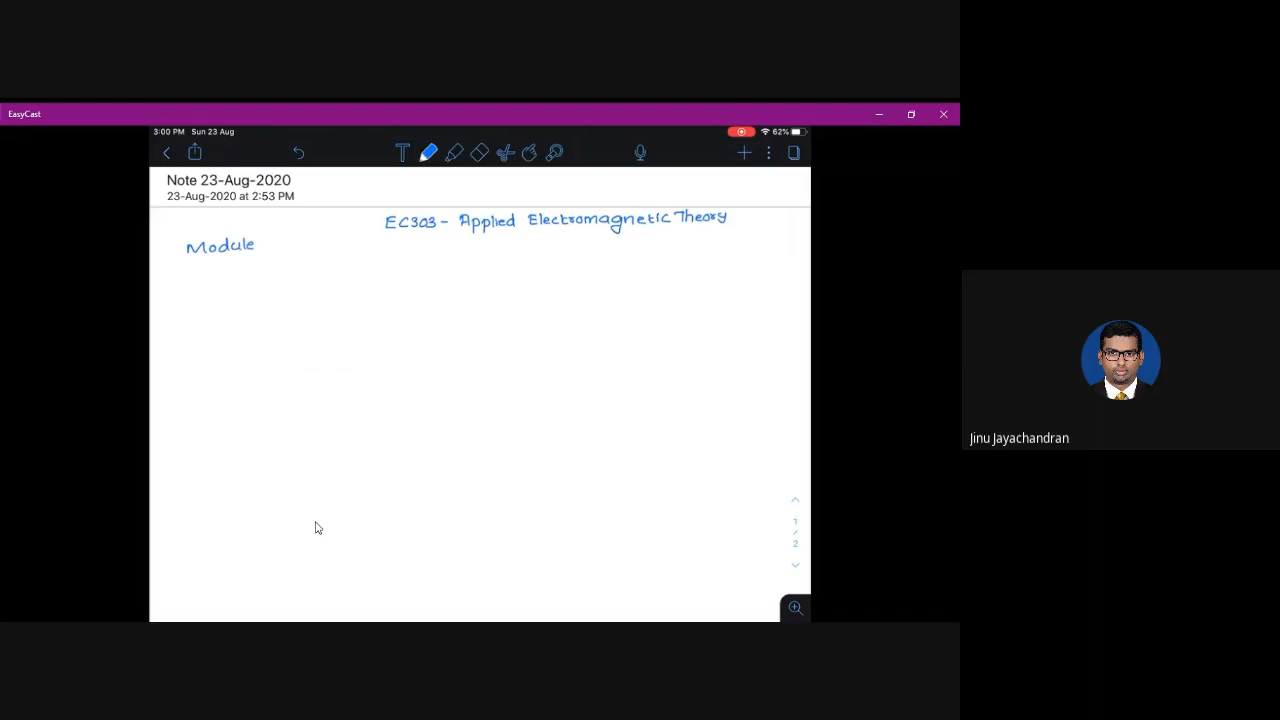 EasyCast
3:00 PM Sun 23 Aug
62%
Note 23-Aug-2020
23-Aug-2020 at 2:53 PM
EC303 - Applied Electromagnetic Theory
Module
1
/
2
Jinu Jayachandran